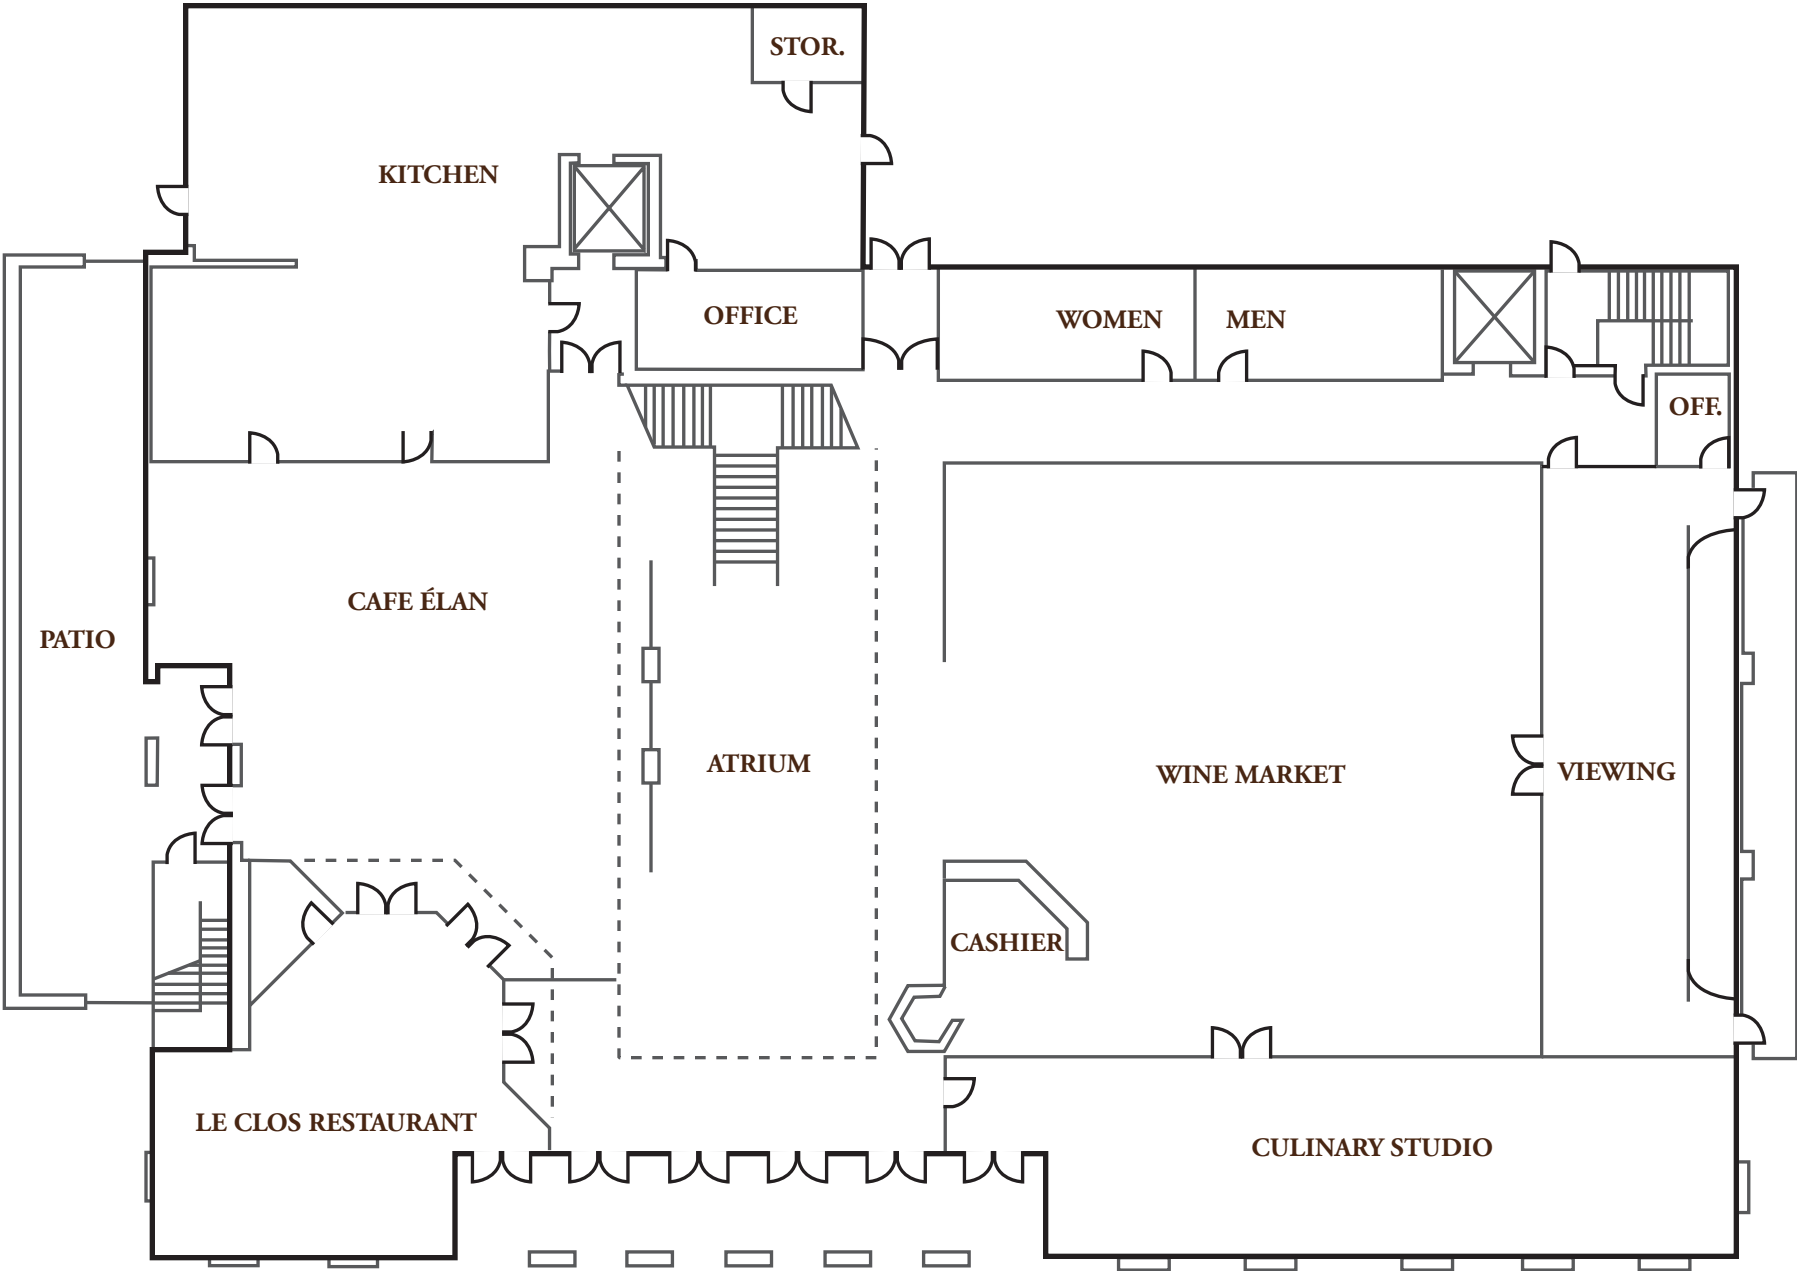 STOR.
KITCHEN
OFFICE
WOMEN
MEN
OFF.
CAFE ÉLAN
PATIO
ATRIUM
WINE MARKET
VIEWING
CASHIER
LE CLOS RESTAURANT
CULINARY STUDIO